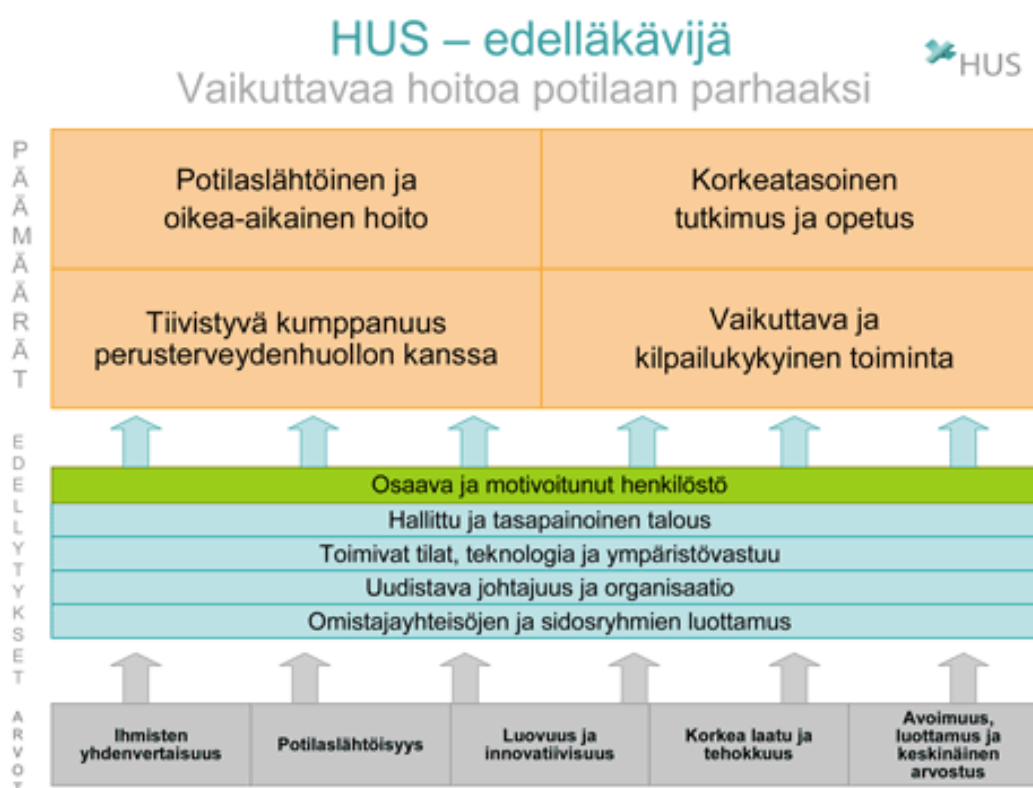 HUS – edelläkävijä
Vaikuttavaa hoitoa potilaan parhaaksi
HUS
PÄÄMÄÄRÄT
Potilaslähtöinen ja
oikea-aikainen hoito
Korkeatasoinen
tutkimus ja opetus
Tiivistyvä kumppanuus
perusterveydenhuollon kanssa
Vaikuttava ja
kilpailukykyinen toiminta
EDELLYTYKSET
Osaava ja motivoitunut henkilöstö
Hallittu ja tasapainoinen talous
Toimivat tilat, teknologia ja ympäristövastuu
Uudistava johtajuus ja organisaatio
Omistajayhteisöjen ja sidosryhmien luottamus
ARVOT
Ihmisten
yhdenvertaisuus
Potilaslähtöisyys
Luovuus ja
innovatiivisuus
Korkea laatu ja
tehokkuus
Avoimuus,
luottamus ja
keskinäinen
arvostus